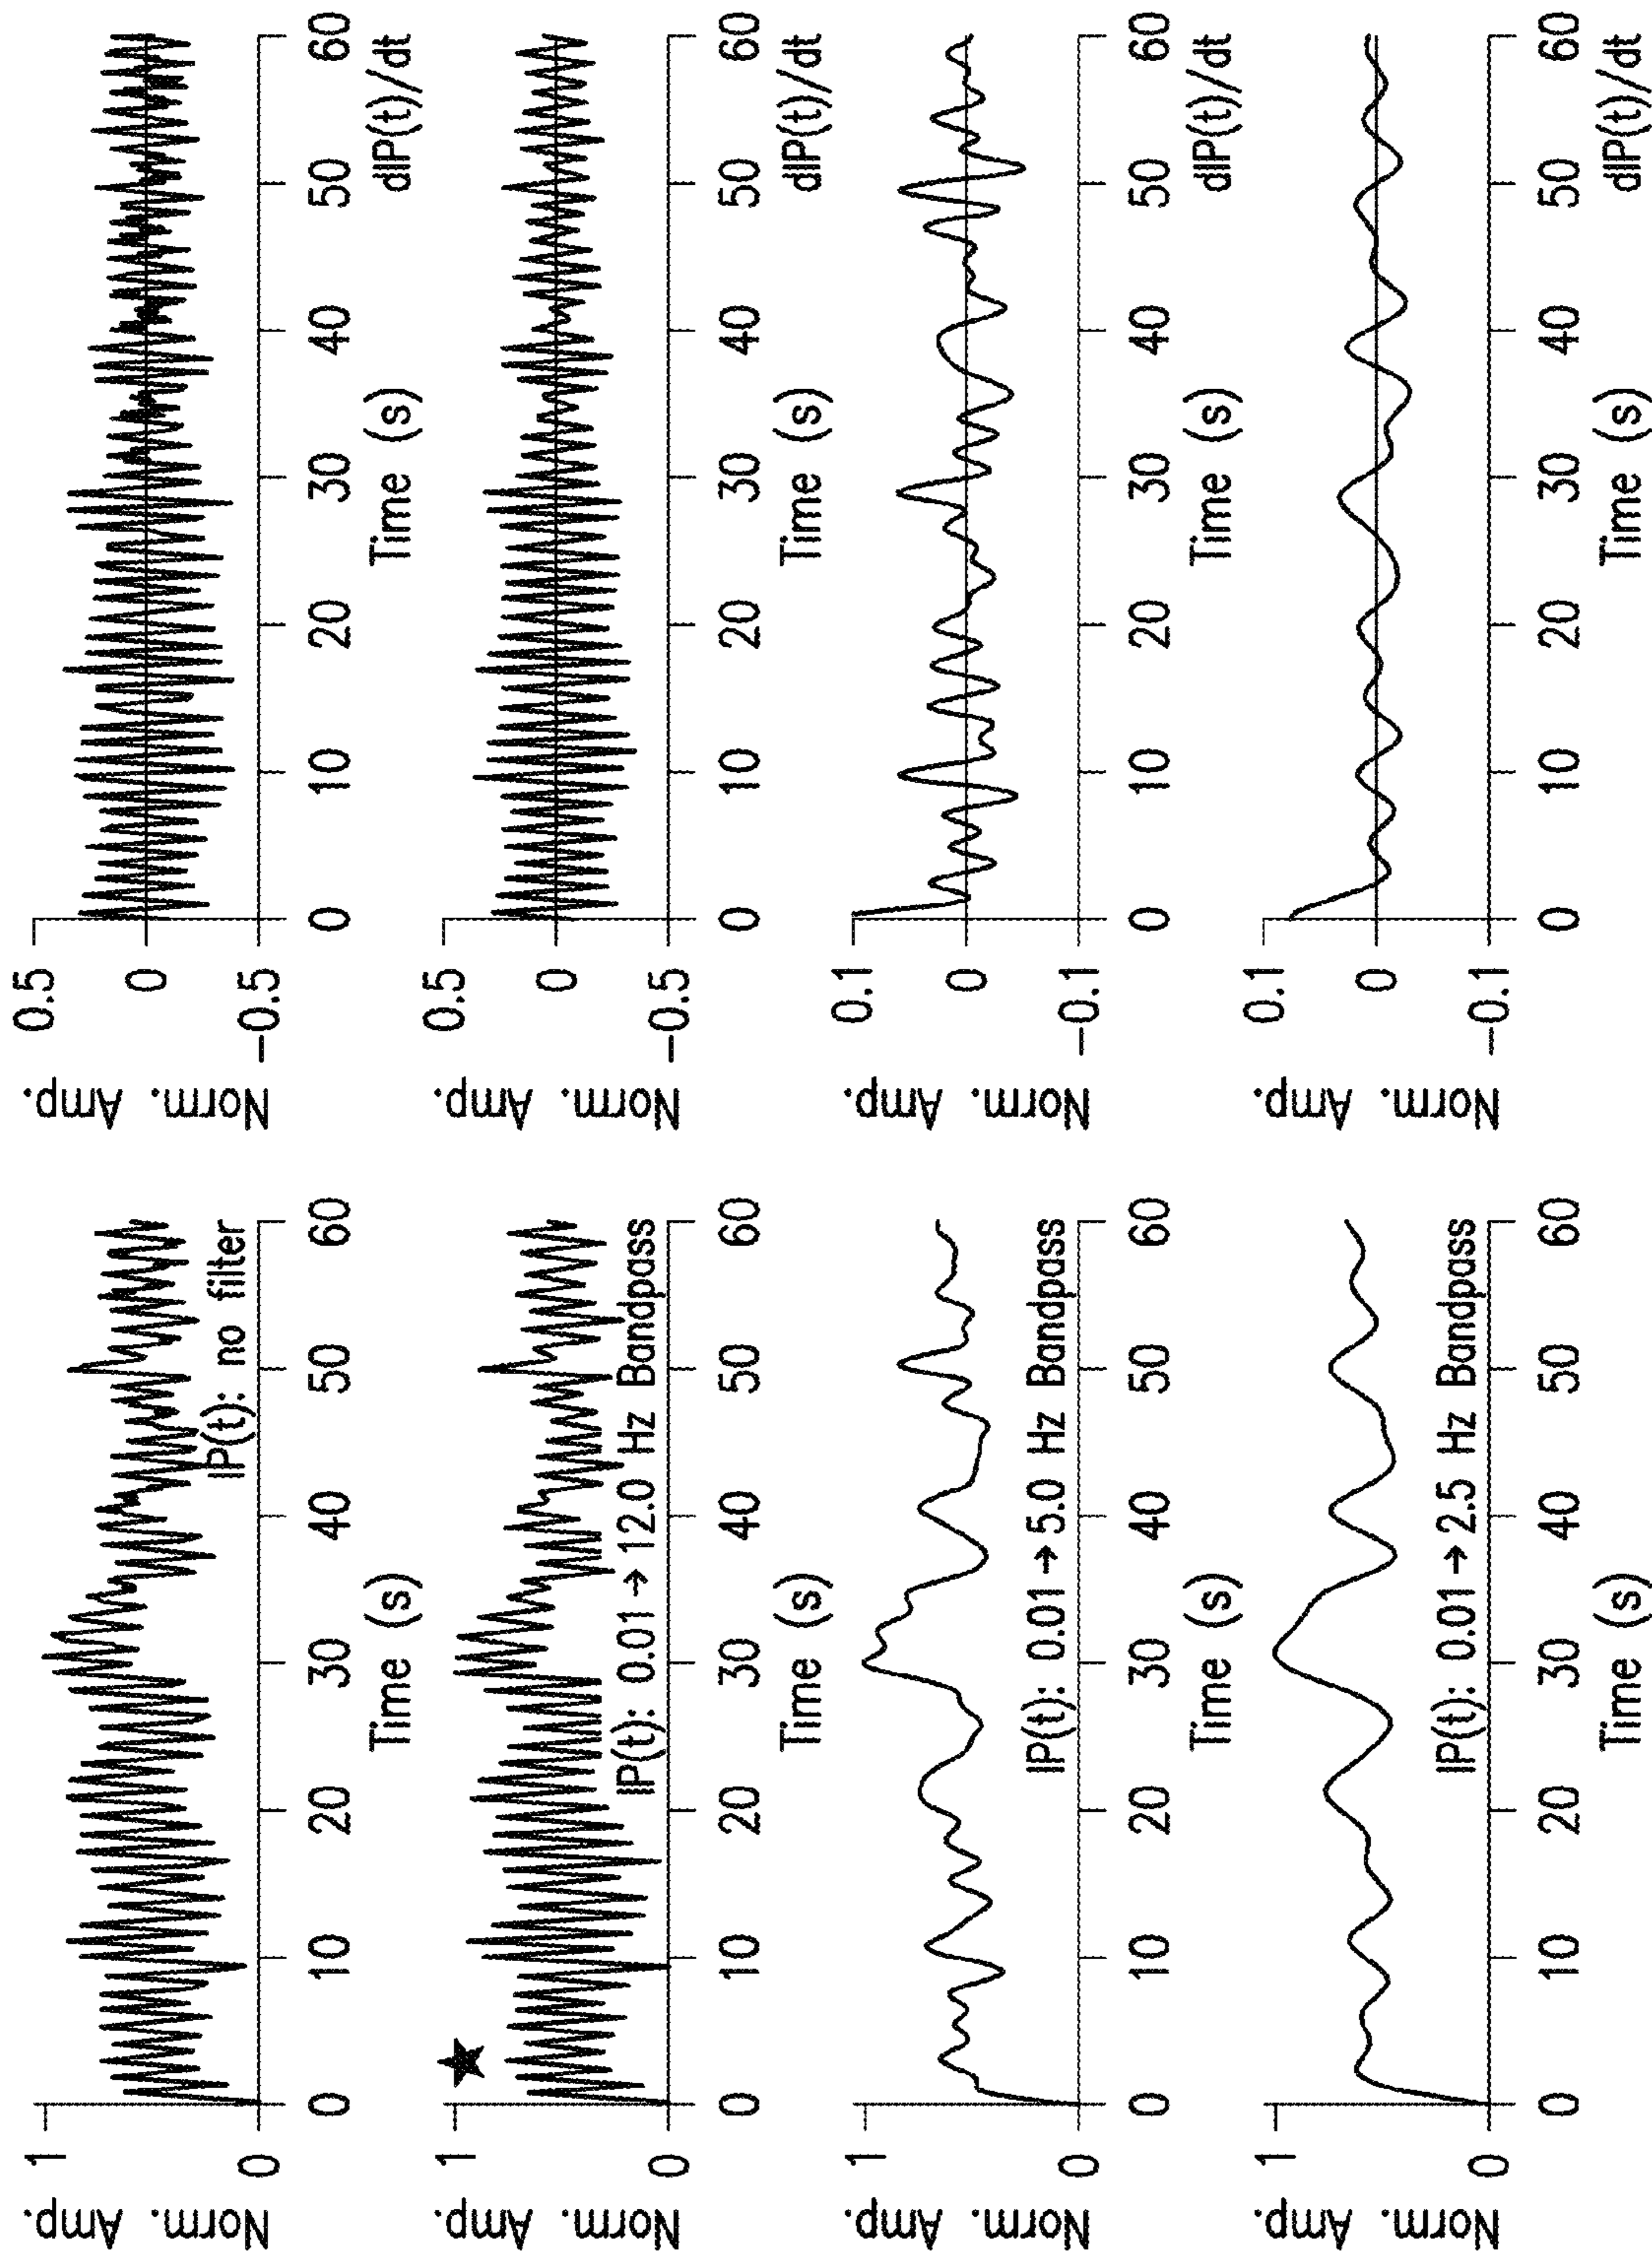 Norm. Amp.
1
0
IP(t): no filter
0 10 20 30 40 50 60
Time (s)
Norm. Amp.
0.5
0
-0.5
0 10 20 30 40 50 60
Time (s) dIP(t)/dt
Norm. Amp.
1
0
IP(t): 0.01→12.0 Hz Bandpass
0 10 20 30 40 50 60
Time (s)
Norm. Amp.
0.5
0
-0.5
0 10 20 30 40 50 60
Time (s) dIP(t)/dt
Norm. Amp.
1
0
IP(t): 0.01→5.0 Hz Bandpass
0 10 20 30 40 50 60
Time (s)
Norm. Amp.
0.1
0
-0.1
0 10 20 30 40 50 60
Time (s) dIP(t)/dt
Norm. Amp.
1
0
IP(t): 0.01→2.5 Hz Bandpass
0 10 20 30 40 50 60
Time (s)
Norm. Amp.
0.1
0
-0.1
0 10 20 30 40 50 60
Time (s) dIP(t)/dt